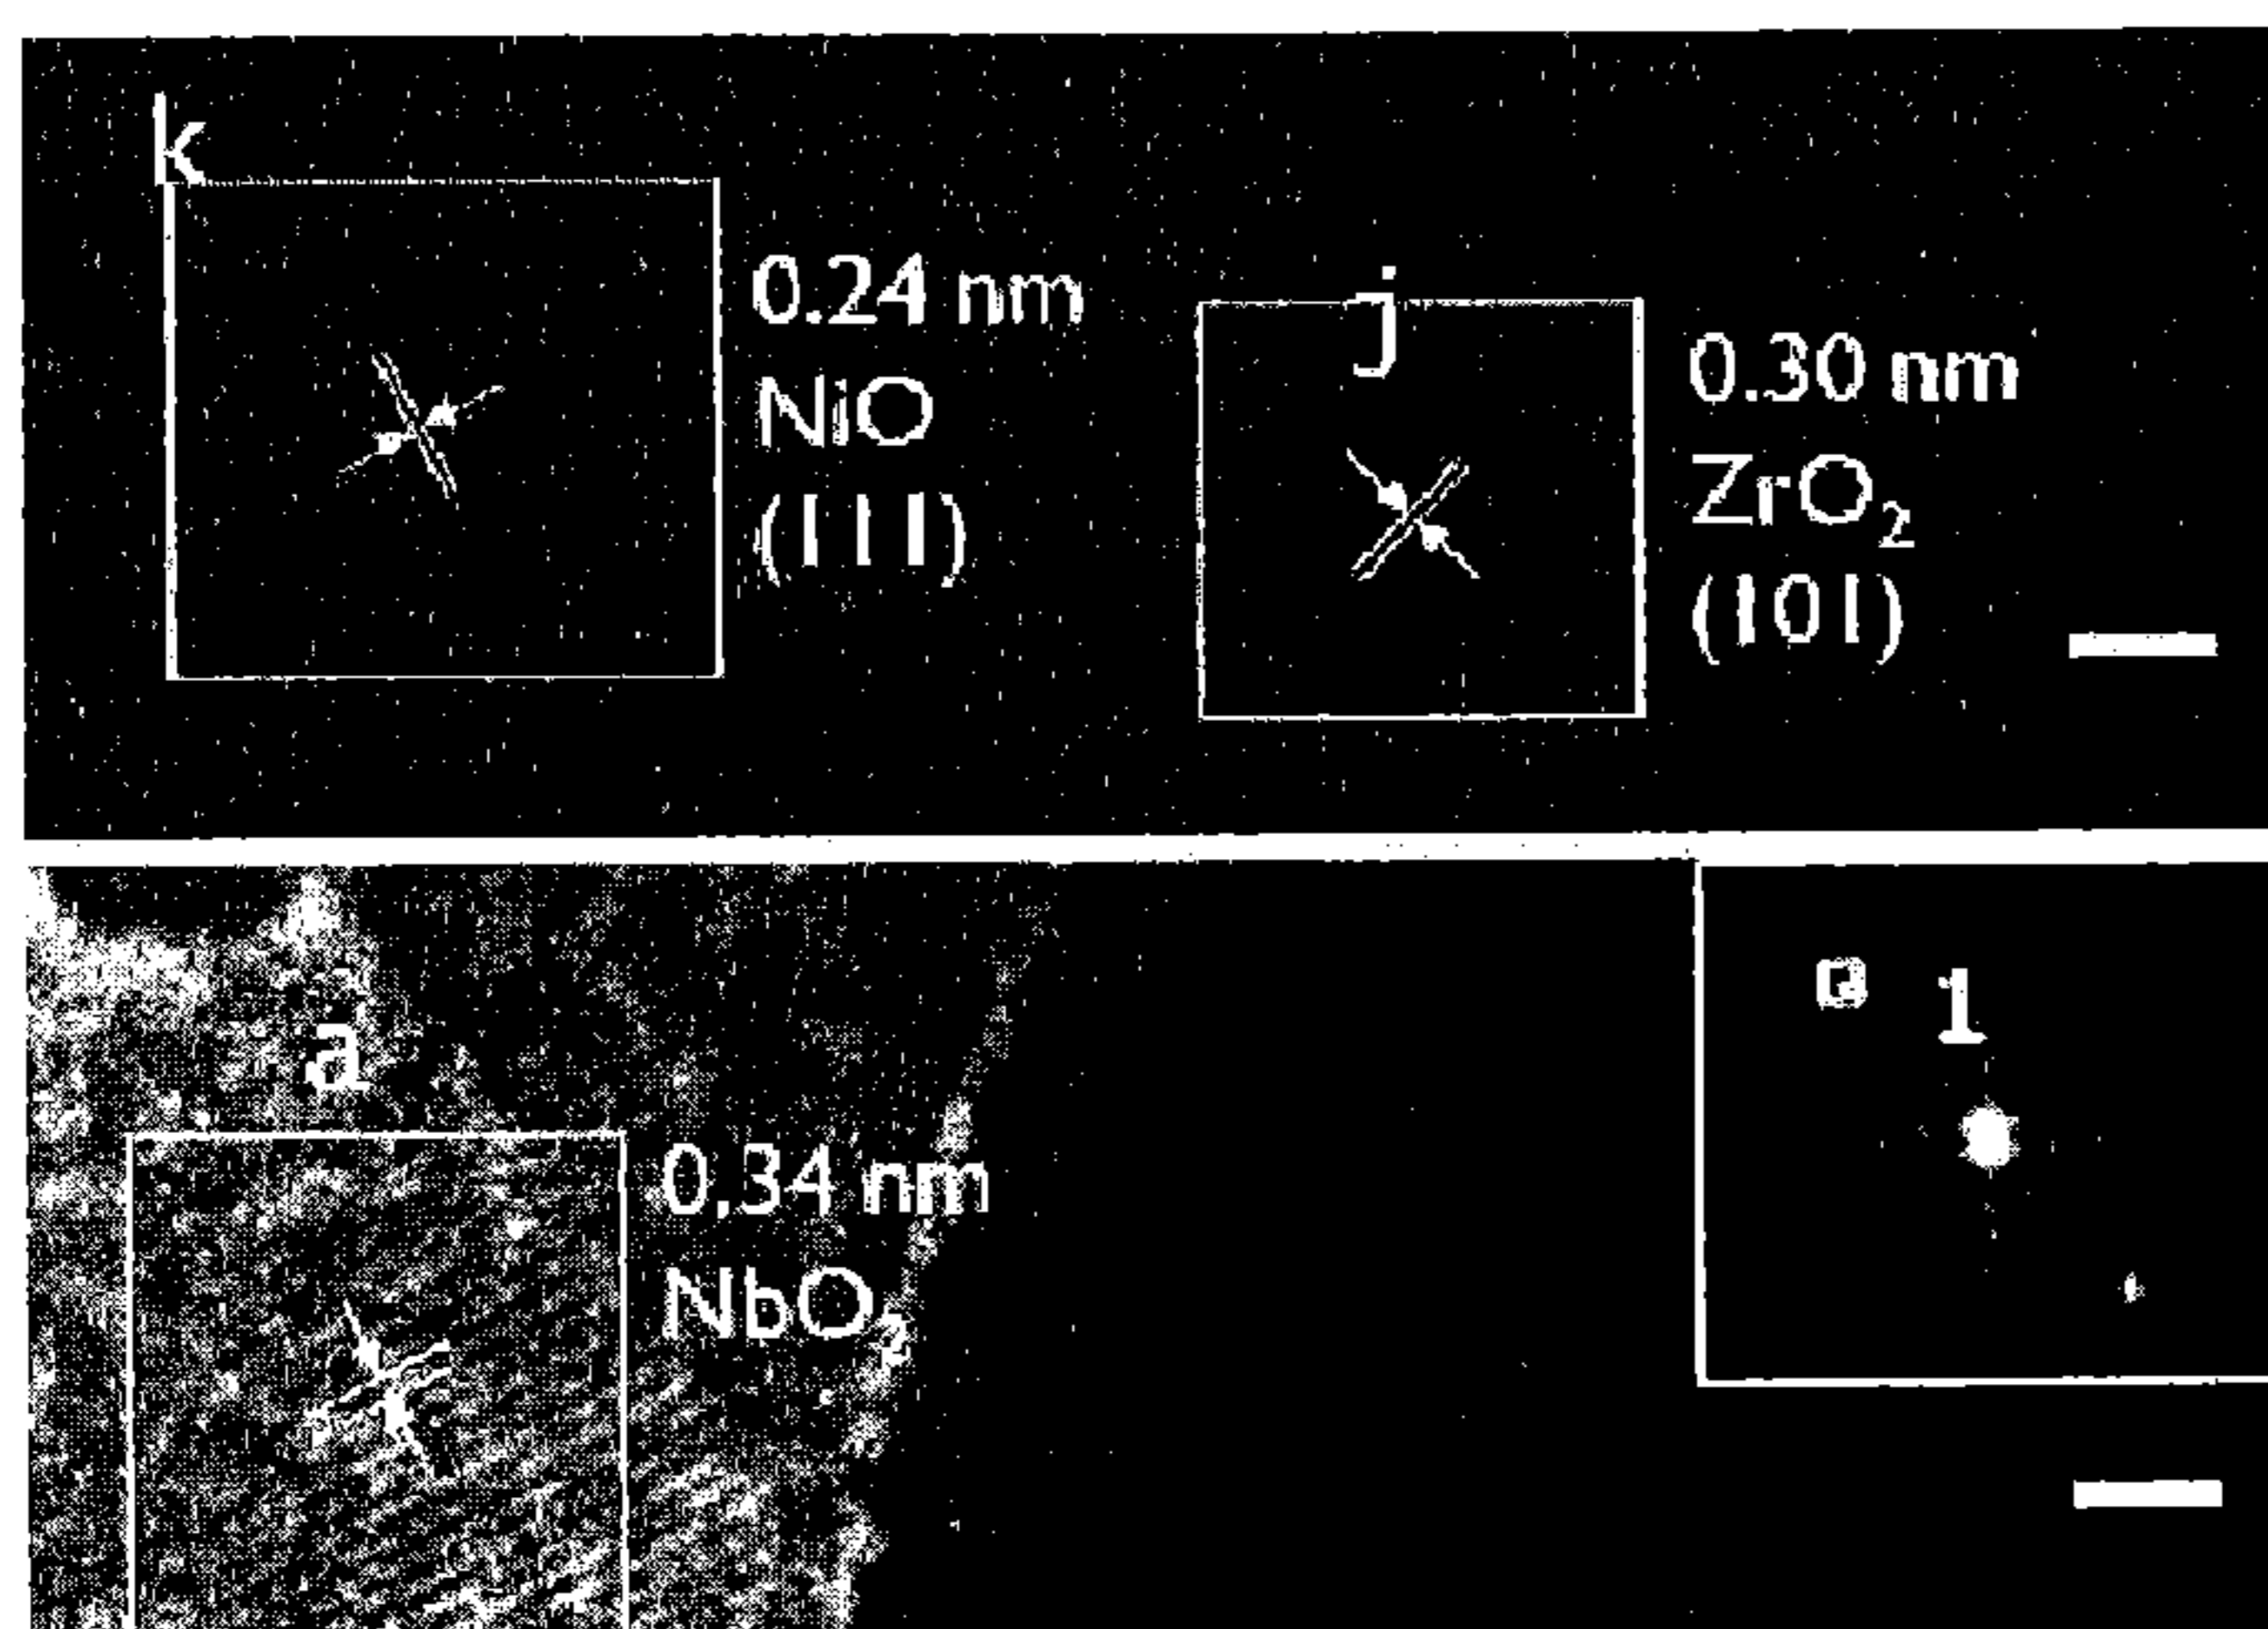 k
0.24 nm
NiO
(111)
j
0.30 nm
ZrO₂
(101)
a
0.34 nm
NbO₂
1